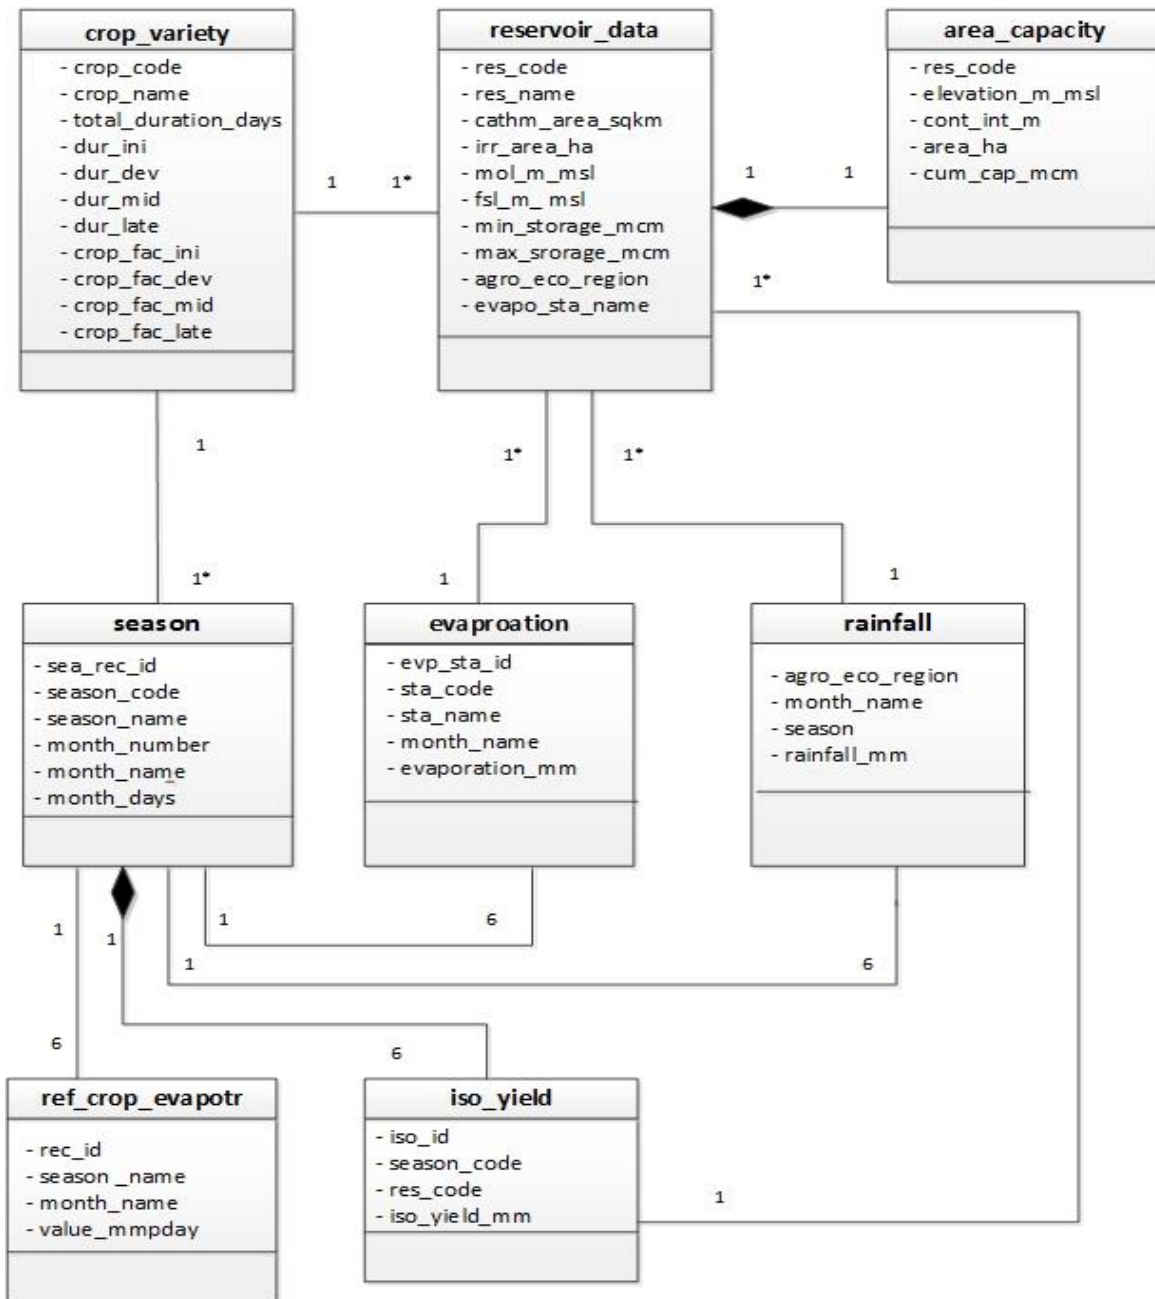 crop_variety
- crop_code
- crop_name
- total_duration_days
- dur_ini
- dur_dev
- dur_mid
- dur_late
- crop_fac_ini
- crop_fac_dev
- crop_fac_mid
- crop_fac_late
1
1*
reservoir_data
- res_code
- res_name
- cathm_area_sqkm
- irr_area_ha
- mol_m_msl
- fsl_m_ msl
- min_storage_mcm
- max_srorage_mcm
- agro_eco_region
- evapo_sta_name
1
1
area_capacity
- res_code
- elevation_m_msl
- cont_int_m
- area_ha
- cum_cap_mcm
1*
1
1*
1*
1*
1
1
season
- sea_rec_id
- season_code
- season_name
- month_number
- month_name
- month_days
evaproation
- evp_sta_id
- sta_code
- sta_name
- month_name
- evaporation_mm
rainfall
- agro_eco_region
- month_name
- season
- rainfall_mm
1
1
1
6
1
6
6
6
ref_crop_evapotr
- rec_id
- season _name
- month_name
- value_mmpday
iso_yield
- iso_id
- season_code
- res_code
- iso_yield_mm
1